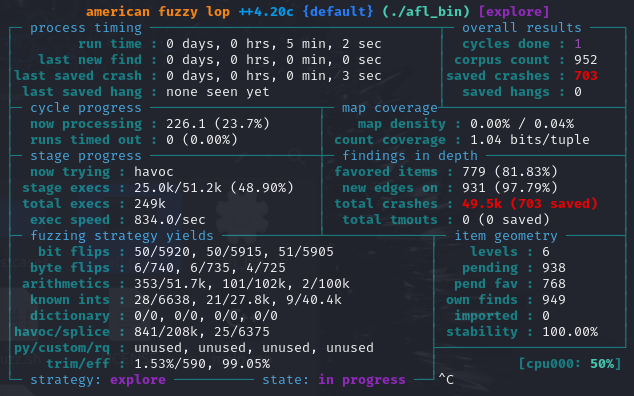 american fuzzy lop ++4.20c {default} (./afl_bin) [explore]
process timing overall results
run time : 0 days, 0 hrs, 5 min, 2 sec cycles done : 1
last new find : 0 days, 0 hrs, 0 min, 0 sec corpus count : 952
last saved crash : 0 days, 0 hrs, 0 min, 3 sec saved crashes : 703
last saved hang : none seen yet saved hangs : 0
cycle progress map coverage
now processing : 226.1 (23.7%) map density : 0.00% / 0.04%
runs timed out : 0 (0.00%) count coverage : 1.04 bits/tuple
stage progress findings in depth
now trying : havoc favored items : 779 (81.83%)
stage execs : 25.0k/51.2k (48.90%) new edges on : 931 (97.79%)
total execs : 249k total crashes : 49.5k (703 saved)
exec speed : 834.0/sec total tmouts : 0 (0 saved)
fuzzing strategy yields item geometry
bit flips : 50/5920, 50/5915, 51/5905 levels : 6
byte flips : 6/740, 6/735, 4/725 pending : 938
arithmetics : 353/51.7k, 101/102k, 2/100k pend fav : 768
known ints : 28/6638, 21/27.8k, 9/40.4k own finds : 949
dictionary : 0/0, 0/0, 0/0, 0/0 imported : 0
havoc/splice : 841/208k, 25/6375 stability : 100.00%
py/custom/rq : unused, unused, unused, unused
trim/eff : 1.53%/590, 99.05% [cpu000: 50%]
strategy: explore state: in progress ^C